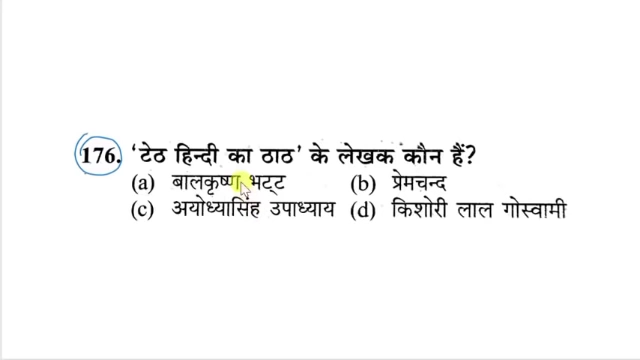 176. 'टेठ हिन्दी का ठाठ' के लेखक कौन हैं?
(a) बालकृष्ण भट्ट (b) प्रेमचन्द
(c) अयोध्यासिंह उपाध्याय (d) किशोरी लाल गोस्वामी